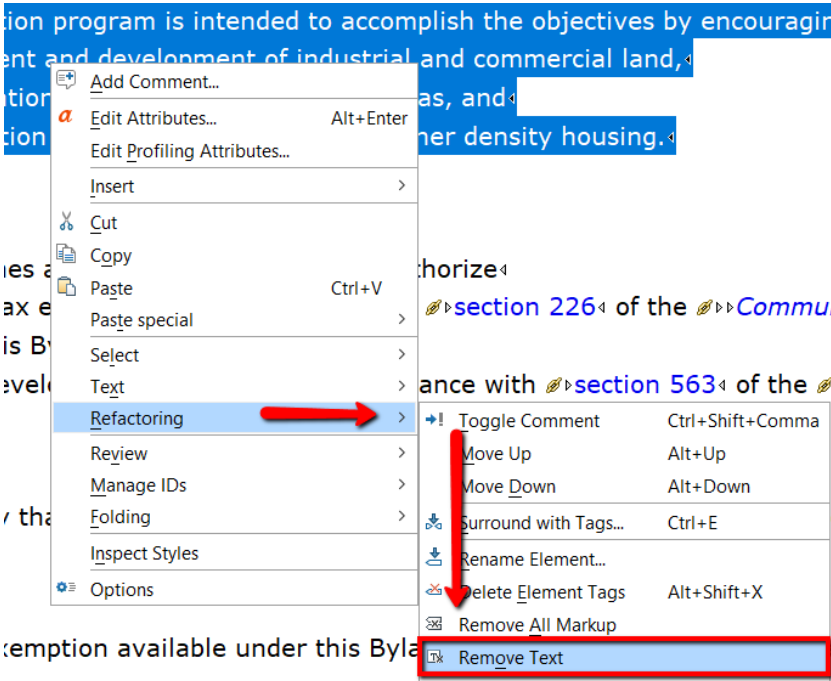 tion program is intended to accomplish the objectives by encouragin
ent and development of industrial and commercial land,
as, and
tion
her density housing.
Add Comment...
Edit Attributes... Alt+Enter
Edit Profiling Attributes...
Insert
Cut
Copy
Paste Ctrl+V
Paste special
Select
Text
Refactoring
Review
Manage IDs
Folding
Inspect Styles
Options
thorize
ax e section 226 of the Commu
is By
evel ance with section 563 of the
Toggle Comment Ctrl+Shift+Comma
Move Up Alt+Up
Move Down Alt+Down
Surround with Tags... Ctrl+E
Rename Element...
Delete Element Tags Alt+Shift+X
Remove All Markup
Remove Text
y tha
xemption available under this Byla